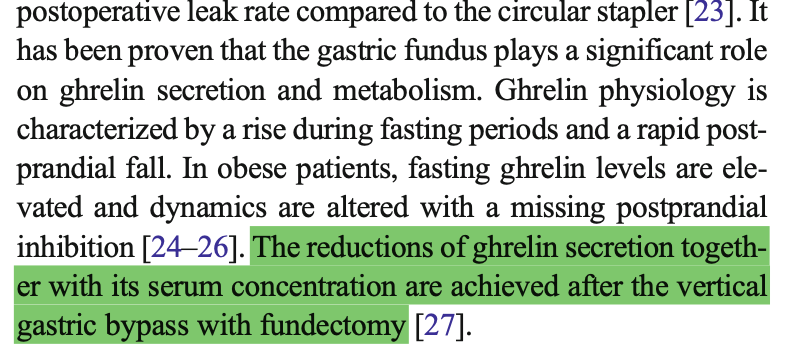 postoperative leak rate compared to the circular stapler [23]. It
has been proven that the gastric fundus plays a significant role
on ghrelin secretion and metabolism. Ghrelin physiology is
characterized by a rise during fasting periods and a rapid post-
prandial fall. In obese patients, fasting ghrelin levels are ele-
vated and dynamics are altered with a missing postprandial
inhibition [24–26]. The reductions of ghrelin secretion togeth-
er with its serum concentration are achieved after the vertical
gastric bypass with fundectomy [27].